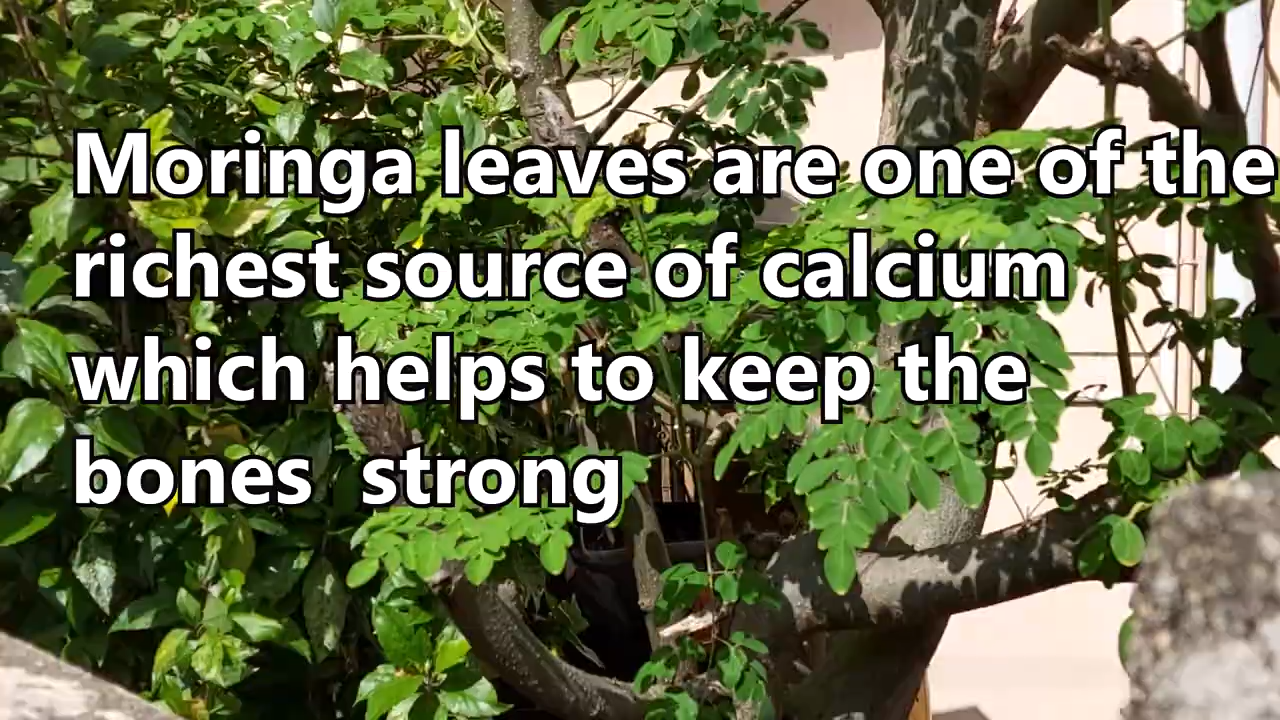 Moringa leaves are one of the
richest source of calcium
which helps to keep the
bones  strong